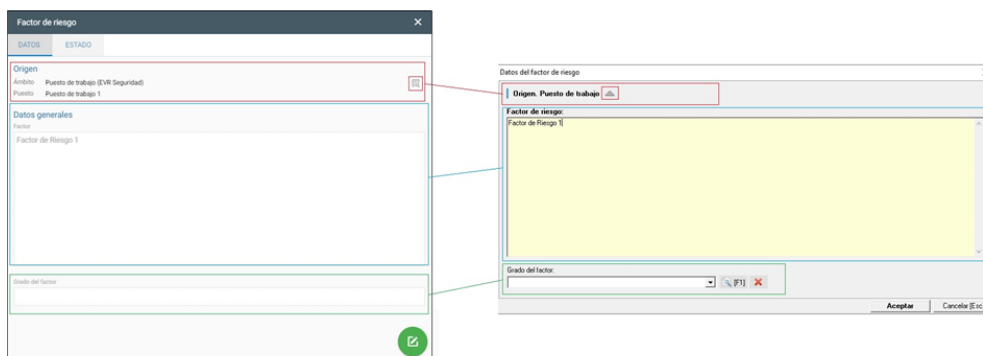 Factor de riesgo
DATOS ESTADO
Origen
Ámbito Puesto de trabajo (EVR Seguridad)
Puesto Puesto de trabajo 1
Datos generales
Factor
Factor de Riesgo 1
Grado del factor
Datos del factor de riesgo
Origen. Puesto de trabajo
Factor de riesgo:
Factor de Riesgo 1
Grado del factor:
[F1]
Aceptar Cancelar [Esc